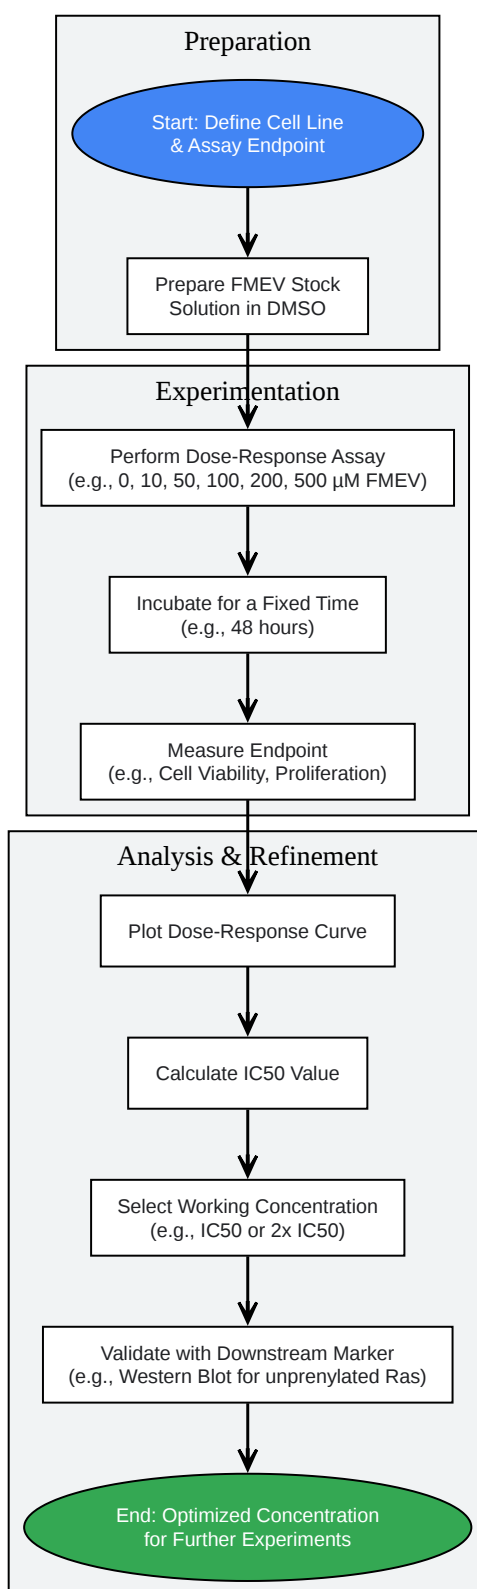 Preparation
Start: Define Cell Line
& Assay Endpoint
Prepare FMEV Stock
Solution in DMSO
Experimentation
Perform Dose-Response Assay
(e.g., 0, 10, 50, 100, 200, 500 µM FMEV)
Incubate for a Fixed Time
(e.g., 48 hours)
Measure Endpoint
(e.g., Cell Viability, Proliferation)
Analysis & Refinement
Plot Dose-Response Curve
Calculate IC50 Value
Select Working Concentration
(e.g., IC50 or 2x IC50)
Validate with Downstream Marker
(e.g., Western Blot for unprenylated Ras)
End: Optimized Concentration
for Further Experiments